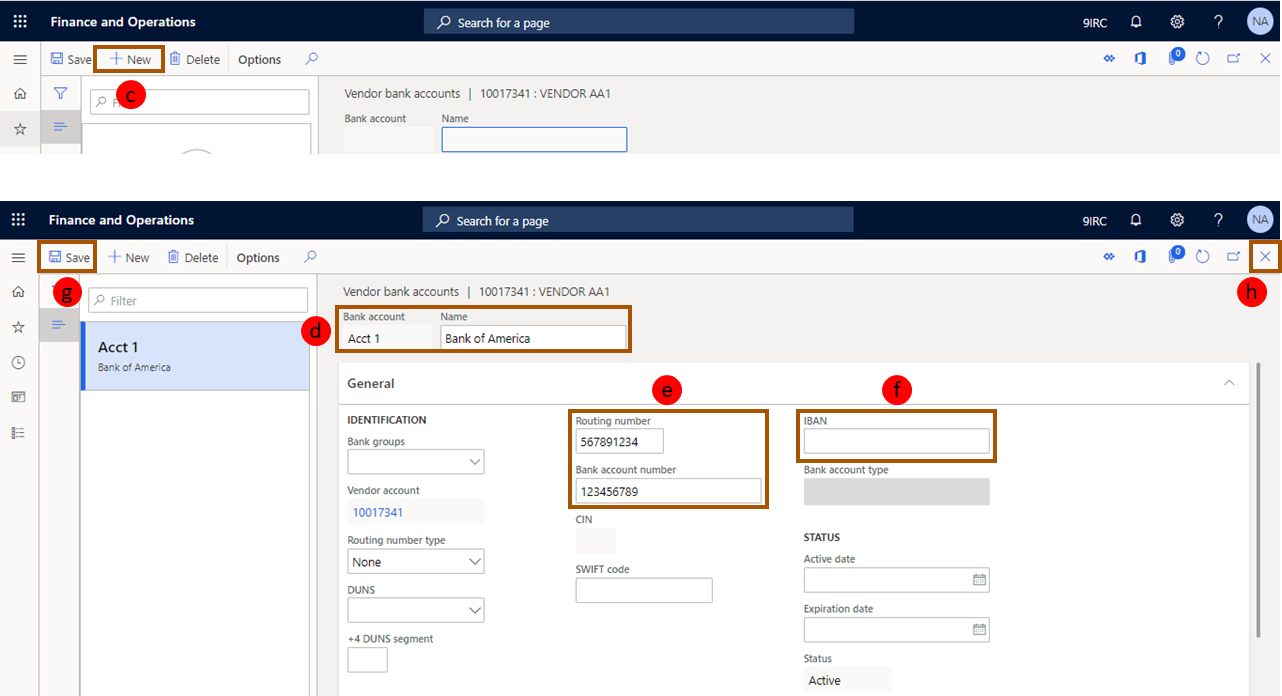 Finance and Operations
Search for a page
9IRC
?
NA
Save
New
Delete
Options
0
c
Vendor bank accounts | 10017341 : VENDOR AA1
Bank account
Name
Finance and Operations
Search for a page
9IRC
?
NA
Save
New
Delete
Options
0
g
h
Filter
Vendor bank accounts | 10017341 : VENDOR AA1
d
Bank account
Name
Acct 1
Bank of America
Acct 1
Bank of America
General
e
f
IDENTIFICATION
Bank groups
Vendor account
10017341
Routing number type
None
DUNS
+4 DUNS segment
Routing number
567891234
Bank account number
123456789
CIN
SWIFT code
IBAN
Bank account type
STATUS
Active date
Expiration date
Status
Active